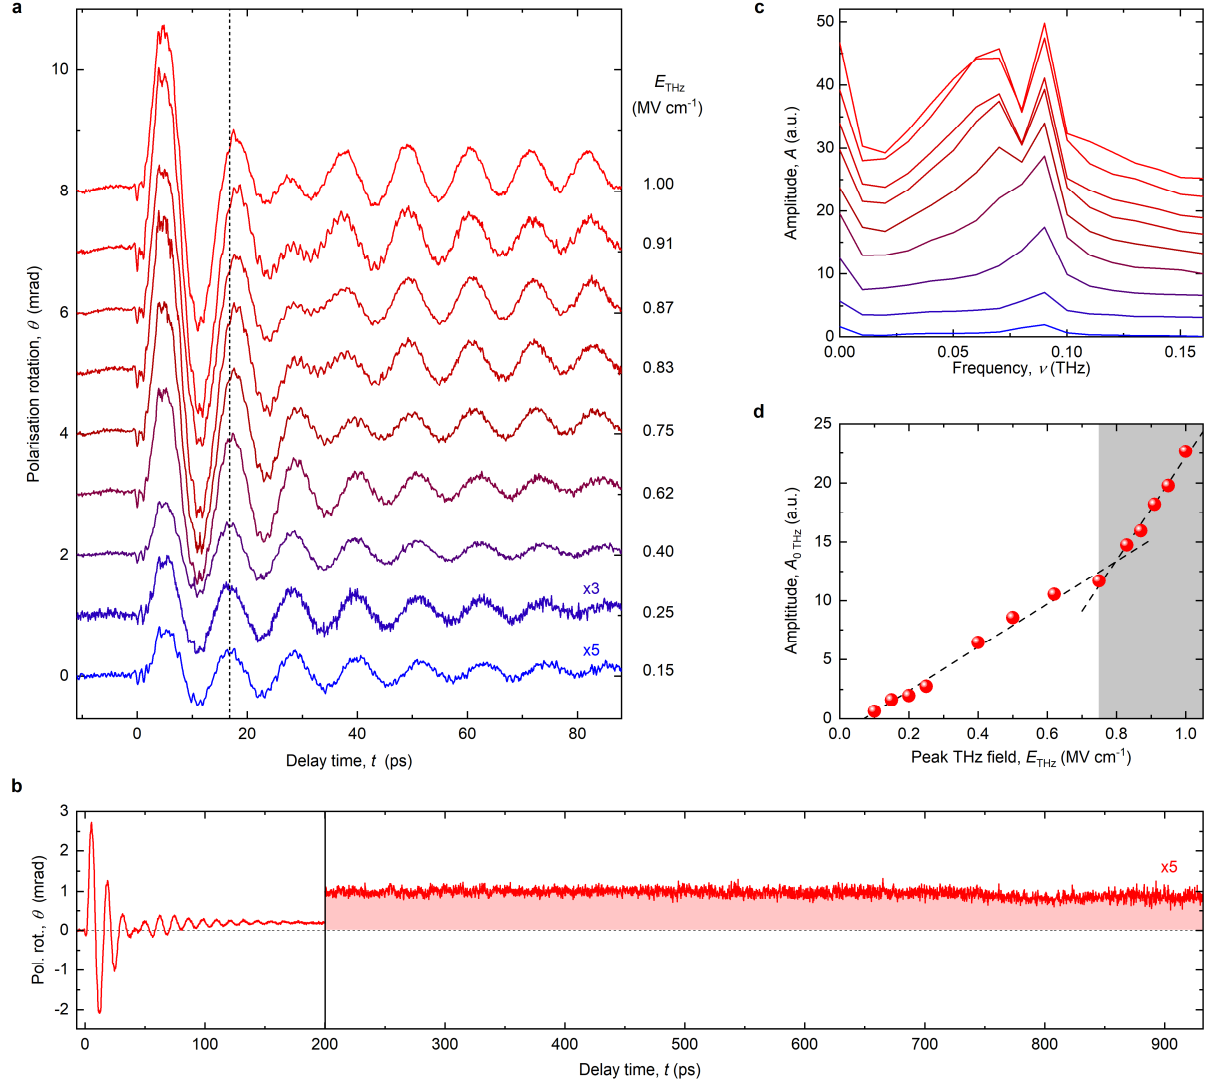 a
Polarisation rotation, θ (mrad)
10
8
6
4
2
0
E_THz
(MV cm⁻¹)
1.00
0.91
0.87
0.83
0.75
0.62
0.40
x3
0.25
x5
0.15
0 20 40 60 80
Delay time, t (ps)
c
Amplitude, A (a.u.)
50
40
30
20
10
0
0.00 0.05 0.10 0.15
Frequency, ν (THz)
d
Ampltitude, A_0 THz (a.u.)
25
20
15
10
5
0
0.0 0.2 0.4 0.6 0.8 1.0
Peak THz field, E_THz (MV cm⁻¹)
b
Pol. rot., θ (mrad)
3
2
1
0
-1
-2
x5
0 100 200 300 400 500 600 700 800 900
Delay time, t (ps)